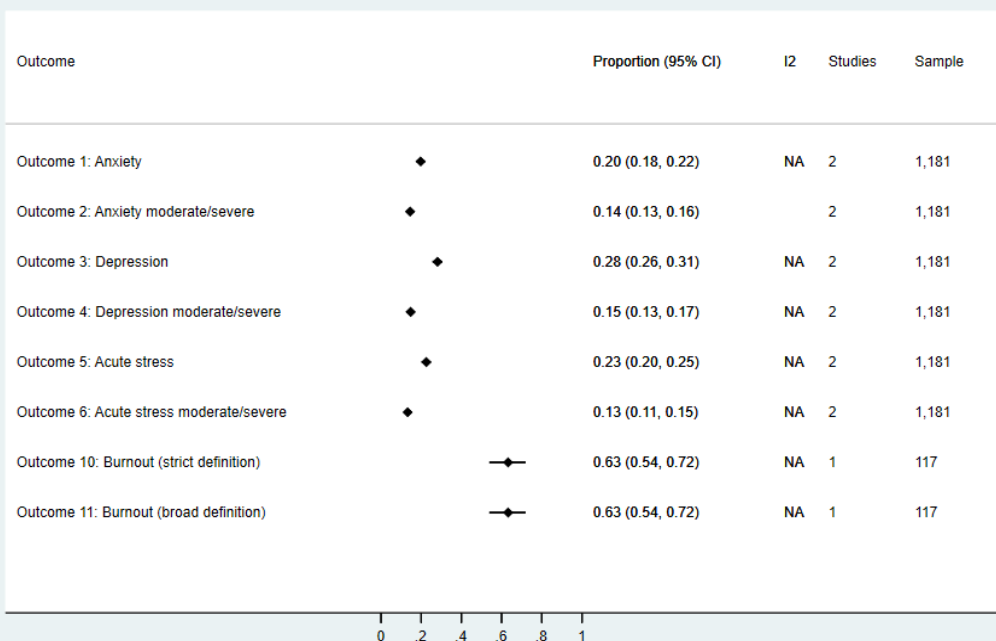 Outcome Proportion (95% CI) I2 Studies Sample
Outcome 1: Anxiety 0.20 (0.18, 0.22) NA 2 1,181
Outcome 2: Anxiety moderate/severe 0.14 (0.13, 0.16) 2 1,181
Outcome 3: Depression 0.28 (0.26, 0.31) NA 2 1,181
Outcome 4: Depression moderate/severe 0.15 (0.13, 0.17) NA 2 1,181
Outcome 5: Acute stress 0.23 (0.20, 0.25) NA 2 1,181
Outcome 6: Acute stress moderate/severe 0.13 (0.11, 0.15) NA 2 1,181
Outcome 10: Burnout (strict definition) 0.63 (0.54, 0.72) NA 1 117
Outcome 11: Burnout (broad definition) 0.63 (0.54, 0.72) NA 1 117
0 .2 .4 .6 .8 1